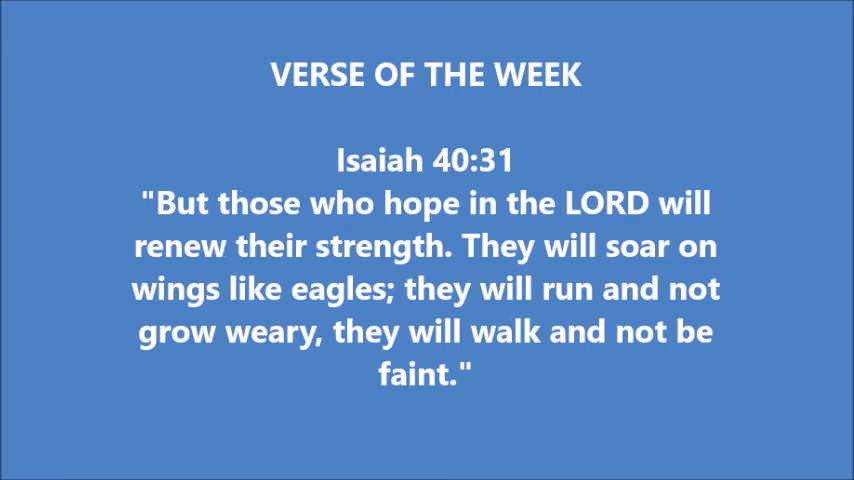 VERSE OF THE WEEK
Isaiah 40:31
"But those who hope in the LORD will
renew their strength. They will soar on
wings like eagles; they will run and not
grow weary, they will walk and not be
faint."